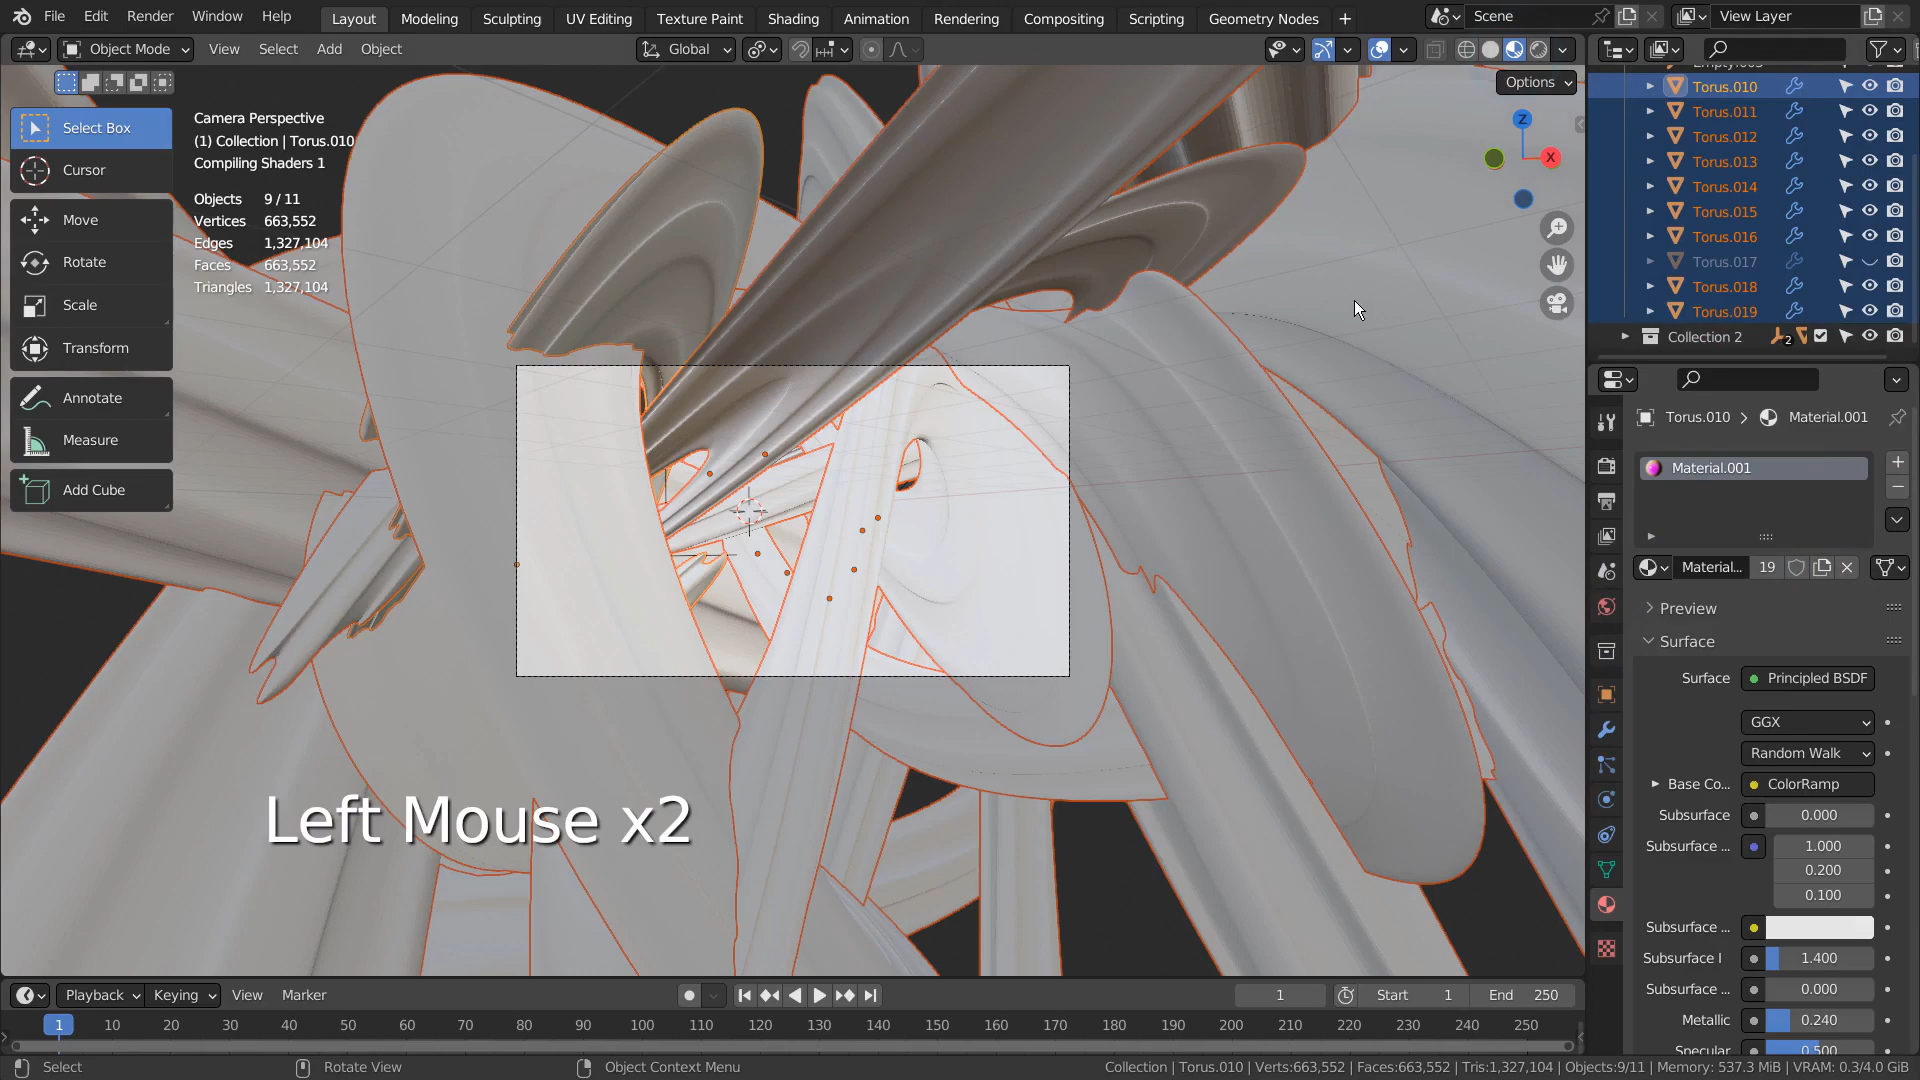 File Edit Render Window Help Layout Modeling Sculpting UV Editing Texture Paint Shading Animation Rendering Compositing Scripting Geometry Nodes + Scene View Layer
Object Mode View Select Add Object Global
Options
Select Box
Cursor
Move
Rotate
Scale
Transform
Annotate
Measure
Add Cube
Camera Perspective
(1) Collection | Torus.010
Compiling Shaders 1
Objects 9 / 11
Vertices 663,552
Edges 1,327,104
Faces 663,552
Triangles 1,327,104
Z
X
Left Mouse x2
Torus.010
Torus.011
Torus.012
Torus.013
Torus.014
Torus.015
Torus.016
Torus.017
Torus.018
Torus.019
Collection 2 2
Torus.010 > Material.001
Material.001
Material... 19
Preview
Surface
Surface Principled BSDF
GGX
Random Walk
Base Co... ColorRamp
Subsurface 0.000
Subsurface ... 1.000
0.200
0.100
Subsurface ...
Subsurface I 1.400
Subsurface ... 0.000
Metallic 0.240
Specular 0.500
Playback Keying View Marker 1 Start 1 End 250
1 10 20 30 40 50 60 70 80 90 100 110 120 130 140 150 160 170 180 190 200 210 220 230 240 250
Select Rotate View Object Context Menu Collection | Torus.010 | Verts:663,552 | Faces:663,552 | Tris:1,327,104 | Objects:9/11 | Memory: 537.3 MiB | VRAM: 0.3/4.0 GiB